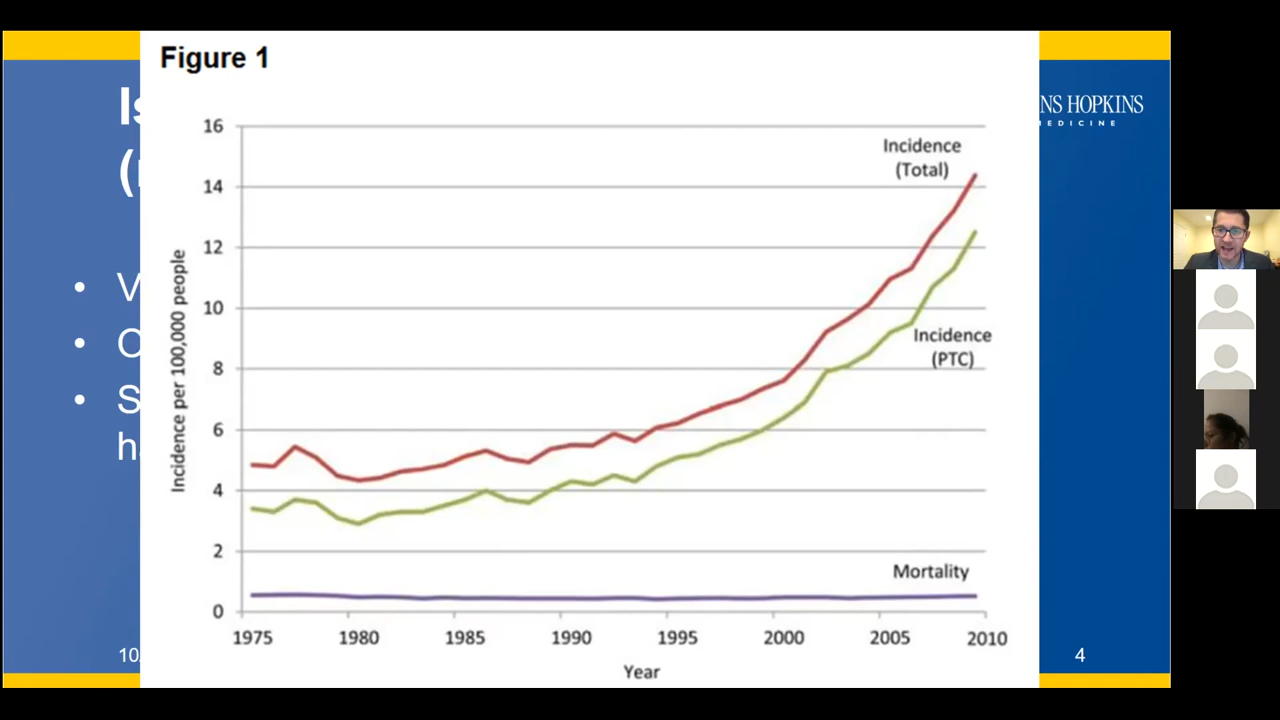 Figure 1
NS HOPKINS
MEDICINE
16
14
12
10
8
6
4
2
0
Incidence per 100,000 people
Incidence
(Total)
Incidence
(PTC)
Mortality
1975 1980 1985 1990 1995 2000 2005 2010
Year
4